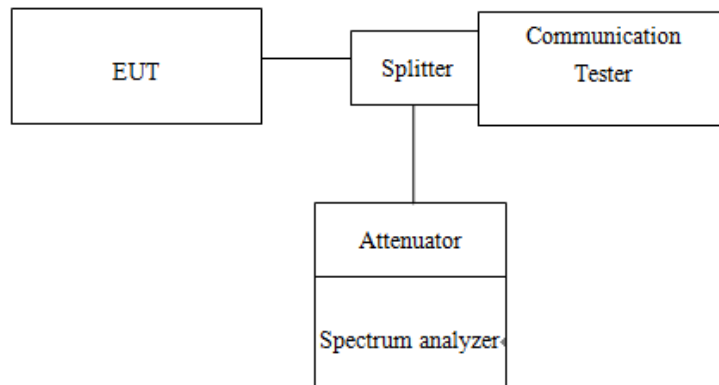 EUT
Splitter
Communication
Tester
Attenuator
Spectrum analyzer